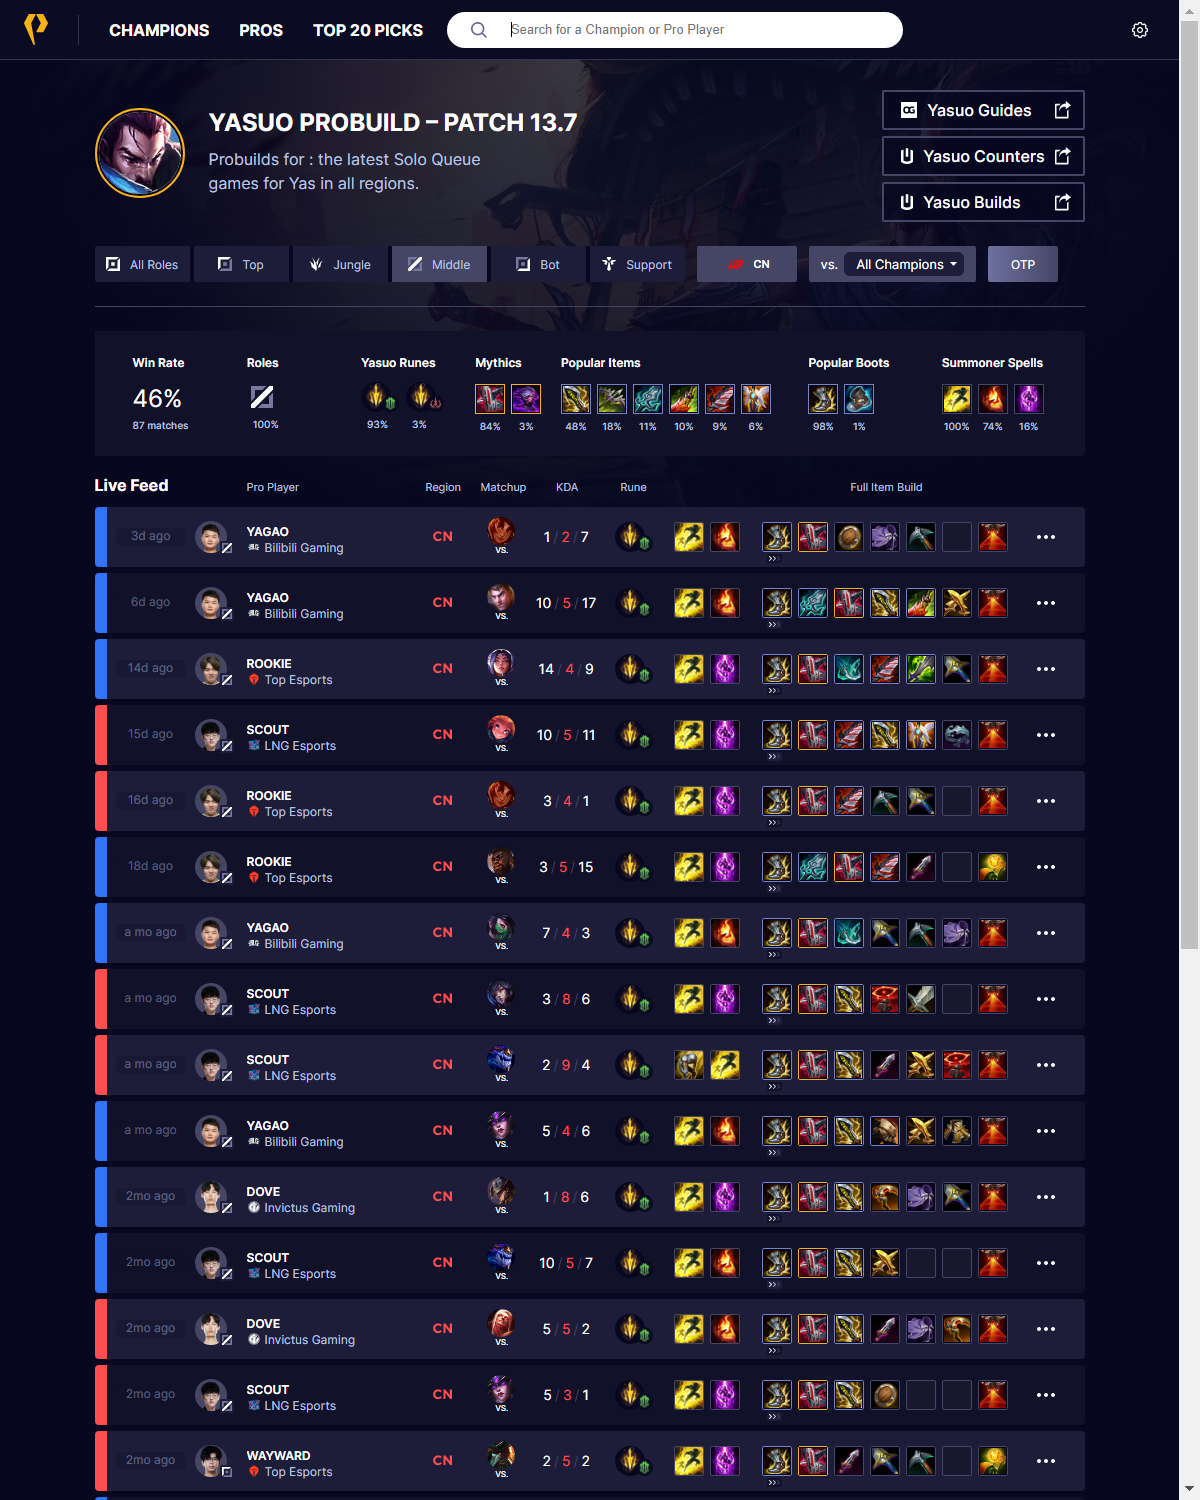 CHAMPIONS PROS TOP 20 PICKS Search for a Champion or Pro Player
YASUO PROBUILD – PATCH 13.7
Probuilds for : the latest Solo Queue
games for Yas in all regions.
Yasuo Guides
Yasuo Counters
Yasuo Builds
All Roles Top Jungle Middle Bot Support CN vs. All Champions OTP
Win Rate Roles Yasuo Runes Mythics Popular Items Popular Boots Summoner Spells
46%
87 matches 100% 93% 3% 84% 3% 48% 18% 11% 10% 9% 6% 98% 1% 100% 74% 16%
Live Feed Pro Player Region Matchup KDA Rune Full Item Build
3d ago YAGAO CN 1 / 2 / 7
Bilibili Gaming vs.
6d ago YAGAO CN 10 / 5 / 17
Bilibili Gaming vs.
14d ago ROOKIE CN 14 / 4 / 9
Top Esports vs.
15d ago SCOUT CN 10 / 5 / 11
LNG Esports vs.
16d ago ROOKIE CN 3 / 4 / 1
Top Esports vs.
18d ago ROOKIE CN 3 / 5 / 15
Top Esports vs.
a mo ago YAGAO CN 7 / 4 / 3
Bilibili Gaming vs.
a mo ago SCOUT CN 3 / 8 / 6
LNG Esports vs.
a mo ago SCOUT CN 2 / 9 / 4
LNG Esports vs.
a mo ago YAGAO CN 5 / 4 / 6
Bilibili Gaming vs.
2mo ago DOVE CN 1 / 8 / 6
Invictus Gaming vs.
2mo ago SCOUT CN 10 / 5 / 7
LNG Esports vs.
2mo ago DOVE CN 5 / 5 / 2
Invictus Gaming vs.
2mo ago SCOUT CN 5 / 3 / 1
LNG Esports vs.
2mo ago WAYWARD CN 2 / 5 / 2
Top Esports vs.